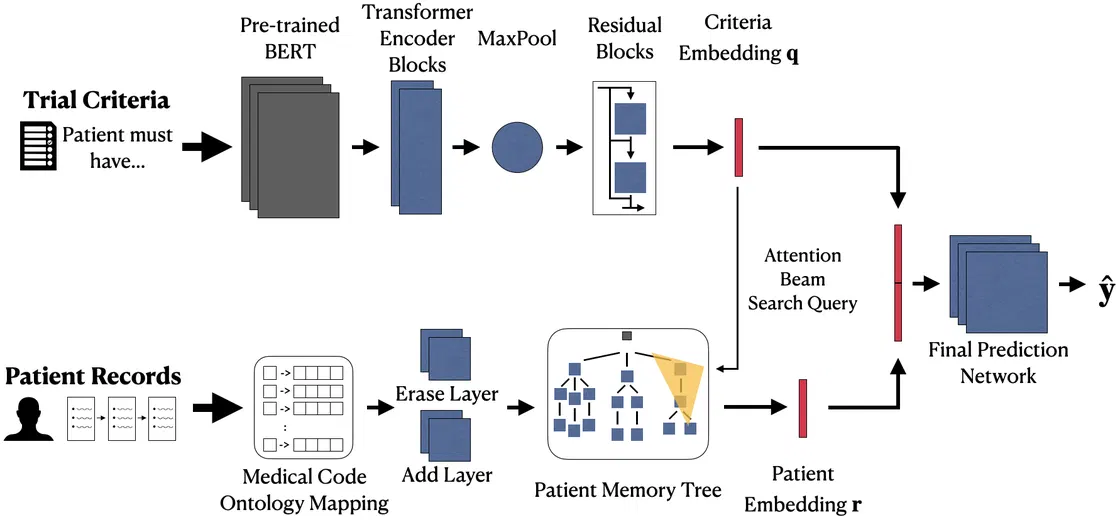 Pre-trained
BERT
Transformer
Encoder
Blocks
MaxPool
Residual
Blocks
Criteria
Embedding q
Trial Criteria
Patient must
have...
Attention
Beam
Search Query
ŷ
Final Prediction
Network
Patient Records
Erase Layer
Add Layer
Medical Code
Ontology Mapping
Patient Memory Tree
Patient
Embedding r